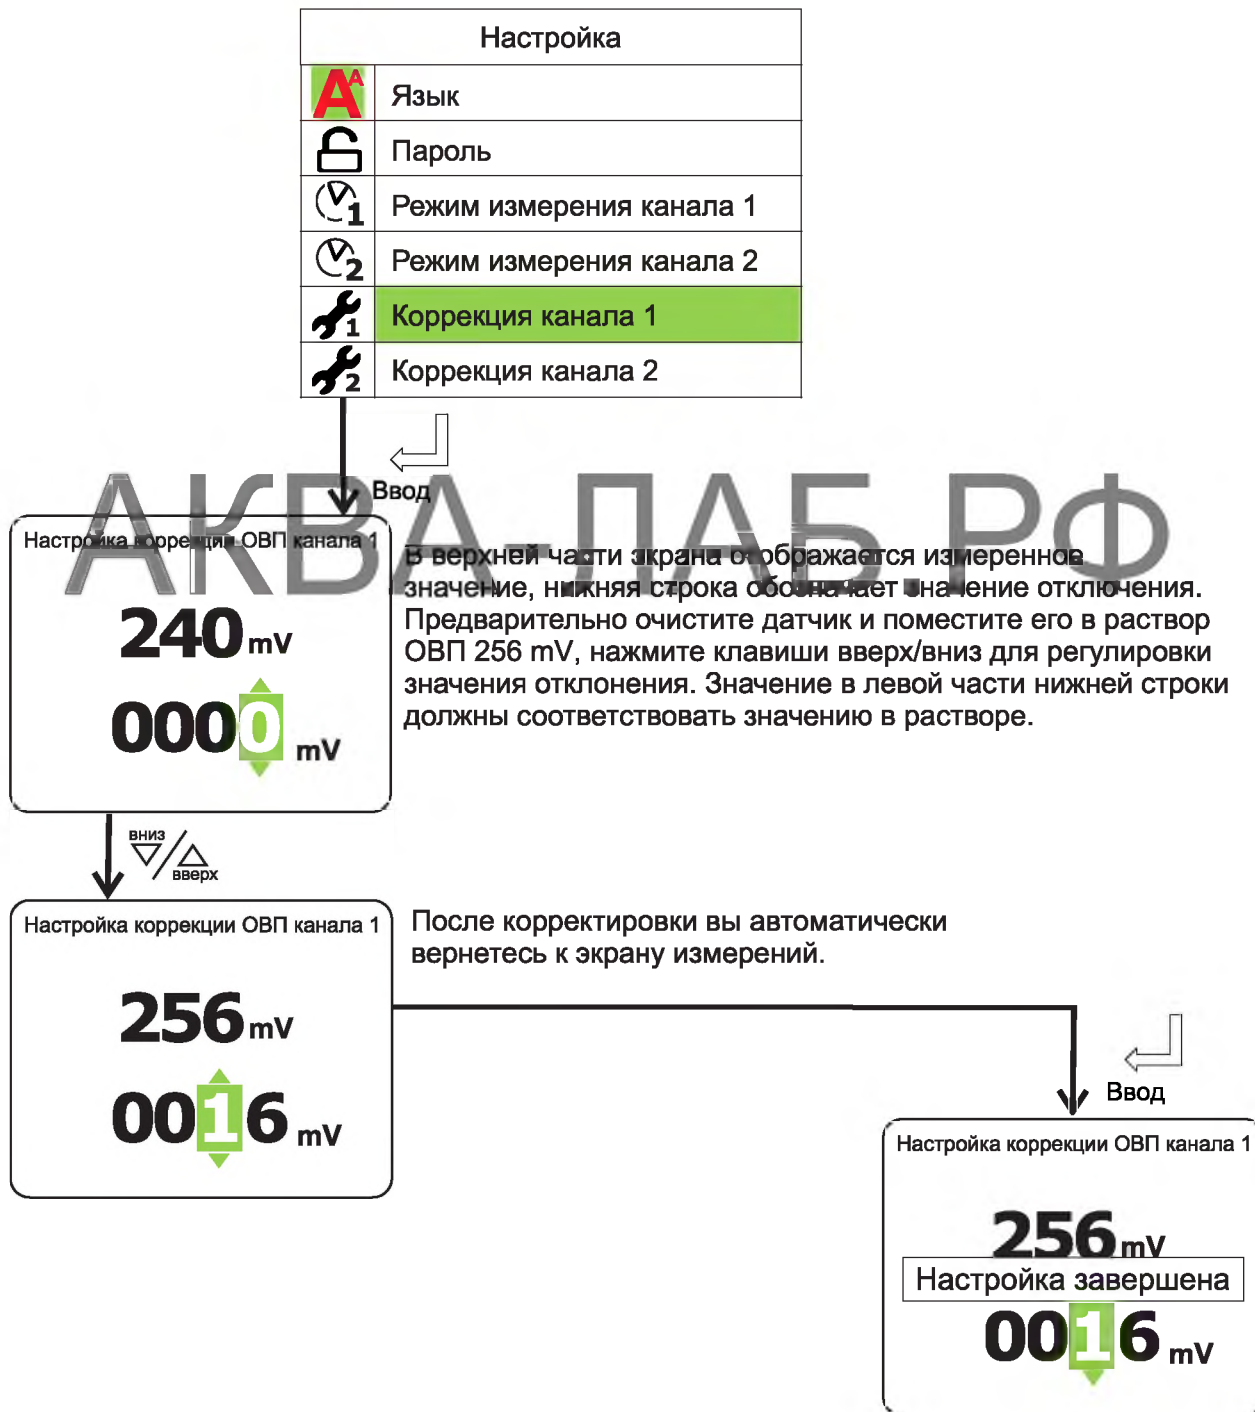 Настройка
Язык
Пароль
Режим измерения канала 1
Режим измерения канала 2
Коррекция канала 1
Коррекция канала 2
Ввод
АКВА-ЛАБ.РФ
Настройка коррекции ОВП канала 1
240 mV
0000 mV
В верхней части экрана отображается измеренное
значение, нижняя строка обозначает значение отключения.
Предварительно очистите датчик и поместите его в раствор
ОВП 256 mV, нажмите клавиши вверх/вниз для регулировки
значения отклонения. Значение в левой части нижней строки
должны соответствовать значению в растворе.
вниз
вверх
Настройка коррекции ОВП канала 1
256 mV
0016 mV
После корректировки вы автоматически
вернетесь к экрану измерений.
Ввод
Настройка коррекции ОВП канала 1
256 mV
Настройка завершена
0016 mV